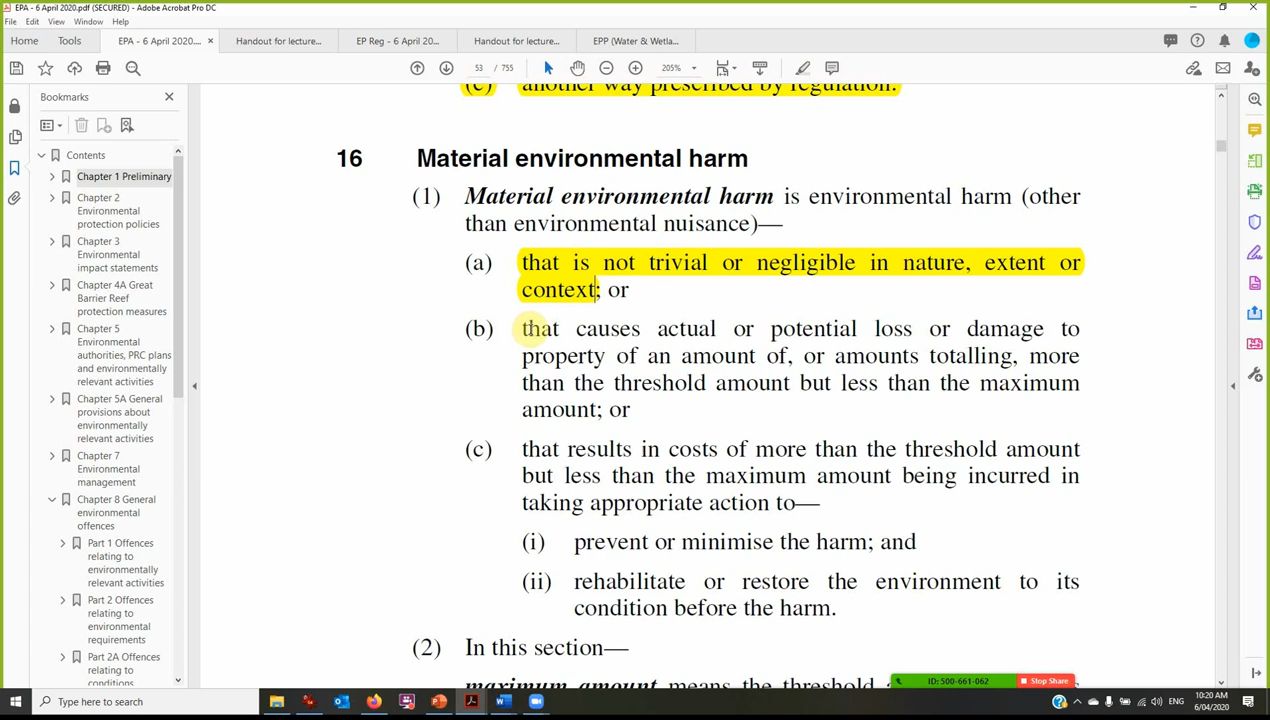 EPA - 6 April 2020.pdf (SECURED) - Adobe Acrobat Pro DC
File Edit View Window Help
Home Tools EPA - 6 April 2020.... × Handout for lecture... EP Reg - 6 April 20... Handout for lecture... EPP (Water & Wetla...
53 / 755 205%
Bookmarks
Contents
Chapter 1 Preliminary
Chapter 2
Environmental
protection policies
Chapter 3
Environmental
impact statements
Chapter 4A Great
Barrier Reef
protection measures
Chapter 5
Environmental
authorities, PRC plans
and environmentally
relevant activities
Chapter 5A General
provisions about
environmentally
relevant activities
Chapter 7
Environmental
management
Chapter 8 General
environmental
offences
Part 1 Offences
relating to
environmentally
relevant activities
Part 2 Offences
relating to
environmental
requirements
Part 2A Offences
relating to
conditions
(c) another way prescribed by regulation.
16 Material environmental harm
(1) Material environmental harm is environmental harm (other
than environmental nuisance)—
(a) that is not trivial or negligible in nature, extent or
context; or
(b) that causes actual or potential loss or damage to
property of an amount of, or amounts totalling, more
than the threshold amount but less than the maximum
amount; or
(c) that results in costs of more than the threshold amount
but less than the maximum amount being incurred in
taking appropriate action to—
(i) prevent or minimise the harm; and
(ii) rehabilitate or restore the environment to its
condition before the harm.
(2) In this section—
maximum amount means the threshold
ID: 500-661-062 Stop Share
Type here to search
10:20 AM
6/04/2020